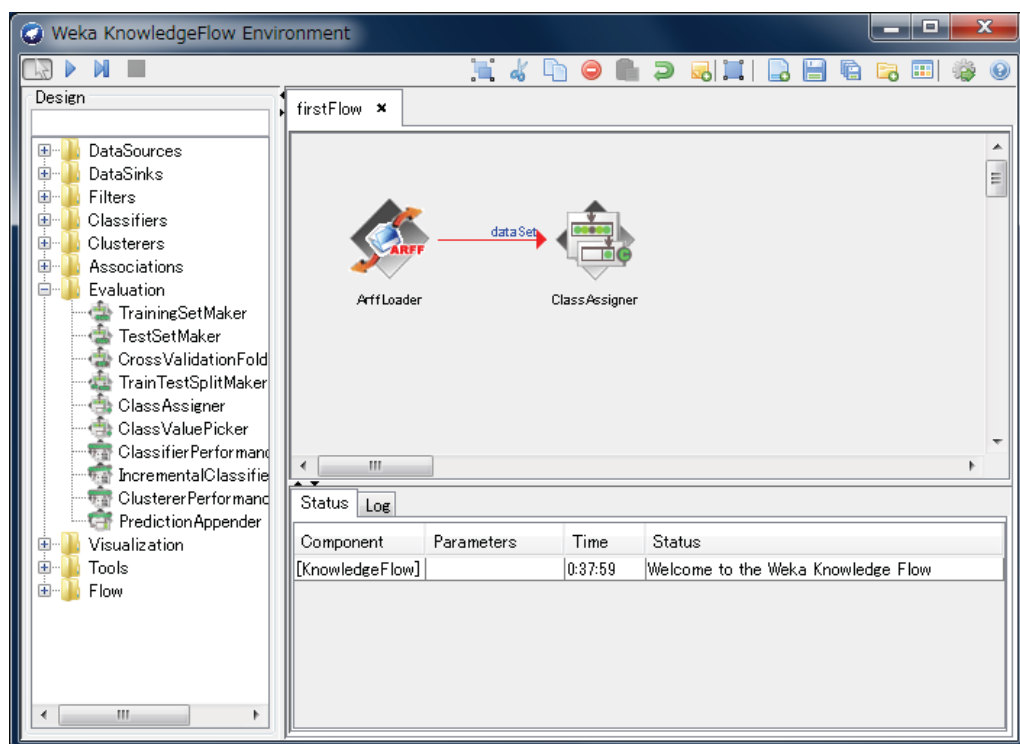 Weka KnowledgeFlow Environment
Design
firstFlow
DataSources
DataSinks
Filters
Classifiers
Clusterers
Associations
Evaluation
TrainingSetMaker
TestSetMaker
CrossValidationFold
TrainTestSplitMaker
ClassAssigner
ClassValuePicker
ClassifierPerformanc
IncrementalClassifie
ClustererPerformanc
PredictionAppender
Visualization
Tools
Flow
dataSet
ARFF
C
ArffLoader
ClassAssigner
Status Log
Component Parameters Time Status
[KnowledgeFlow] 0:37:59 Welcome to the Weka Knowledge Flow